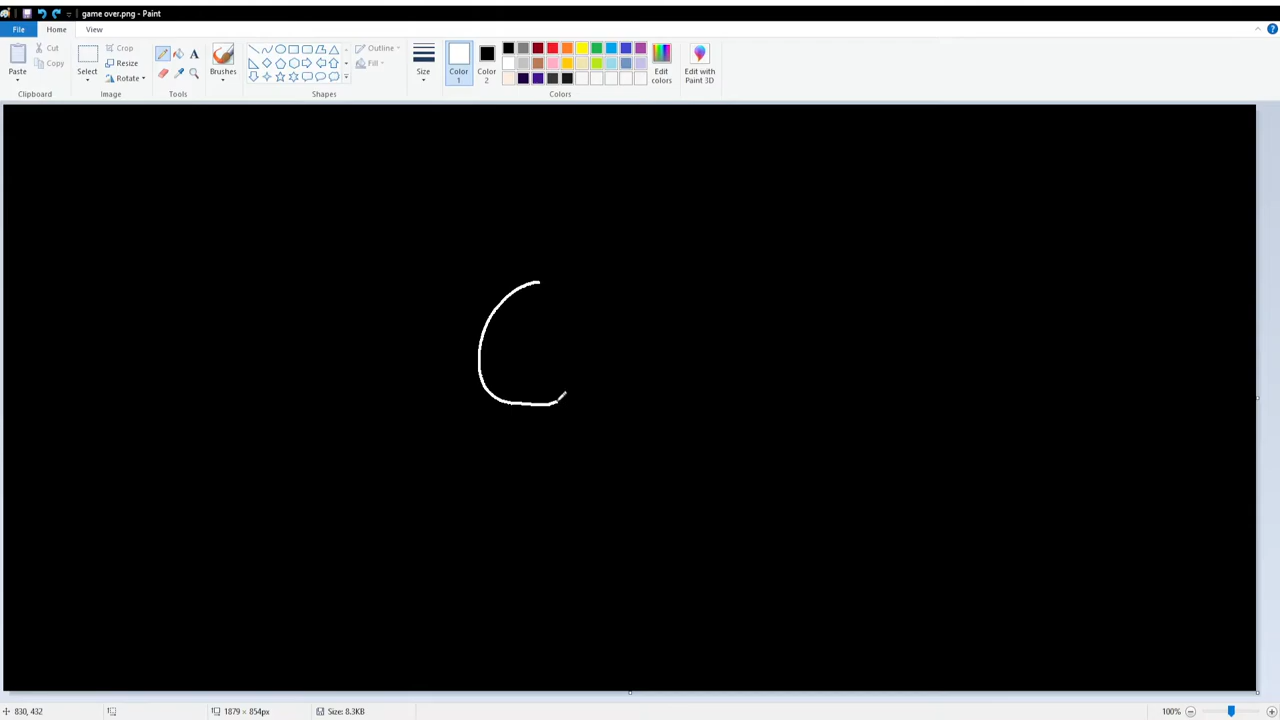 game over.png - Paint
File Home View
Paste Cut Copy Clipboard
Select Crop Resize Rotate Image
A Tools
Brushes
Outline Fill Shapes
Size
Color 1 Color 2 Edit colors Colors
Edit with Paint 3D
C
830, 432 1879 × 854px Size: 8.3KB 100%